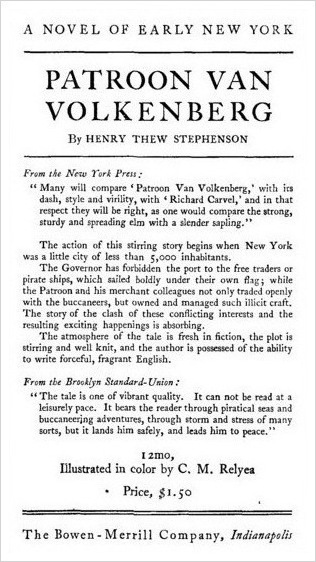 A NOVEL OF EARLY NEW YORK
PATROON VAN
VOLKENBERG
By HENRY THEW STEPHENSON
From the New York Press:
"Many will compare 'Patroon Van Volkenberg,' with its
dash, style and virility, with 'Richard Carvel,' and in that
respect they will be right, as one would compare the strong,
sturdy and spreading elm with a slender sapling."
The action of this stirring story begins when New York
was a little city of less than 5,000 inhabitants.
The Governor has forbidden the port to the free traders or
pirate ships, which sailed boldly under their own flag; while
the Patroon and his merchant colleagues not only traded openly
with the buccaneers, but owned and managed such illicit craft.
The story of the clash of these conflicting interests and the
resulting exciting happenings is absorbing.
The atmosphere of the tale is fresh in fiction, the plot is
stirring and well knit, and the author is possessed of the ability
to write forceful, fragrant English.
From the Brooklyn Standard-Union:
"The tale is one of vibrant quality. It can not be read at a
leisurely pace. It bears the reader through piratical seas and
buccaneering adventures, through storm and stress of many
sorts, but it lands him safely, and leads him to peace."
12mo,
Illustrated in color by C. M. Relyea
Price, $1.50
The Bowen-Merrill Company, Indianapolis